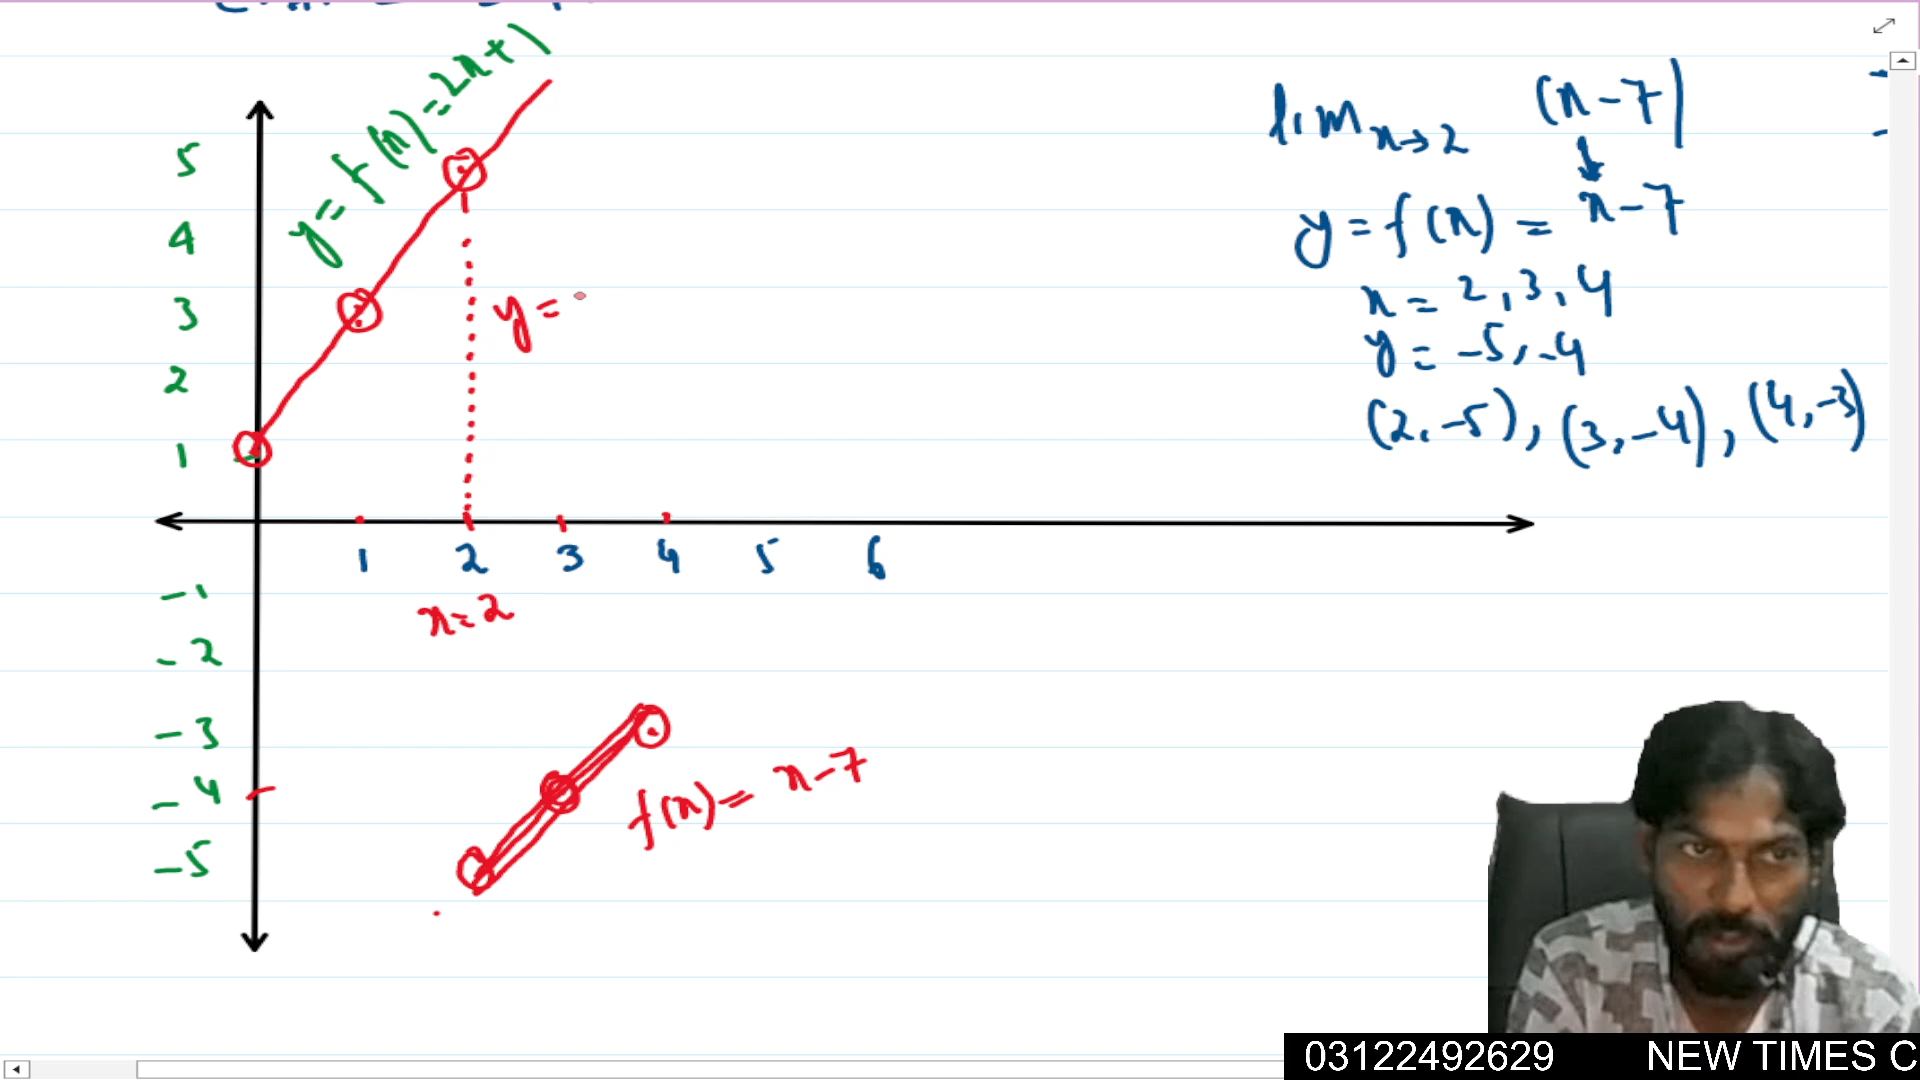 y = f(x) = 2x+1
5
4
3
2
1
y =
1 2 3 4 5 6
x=2
-1
-2
-3
-4
-5
f(x) = x-7
lim x→2 (x-7)
y = f(x) = x-7
x = 2, 3, 4
y = -5, -4
(2, -5), (3, -4), (4, -3)
03122492629 NEW TIMES C